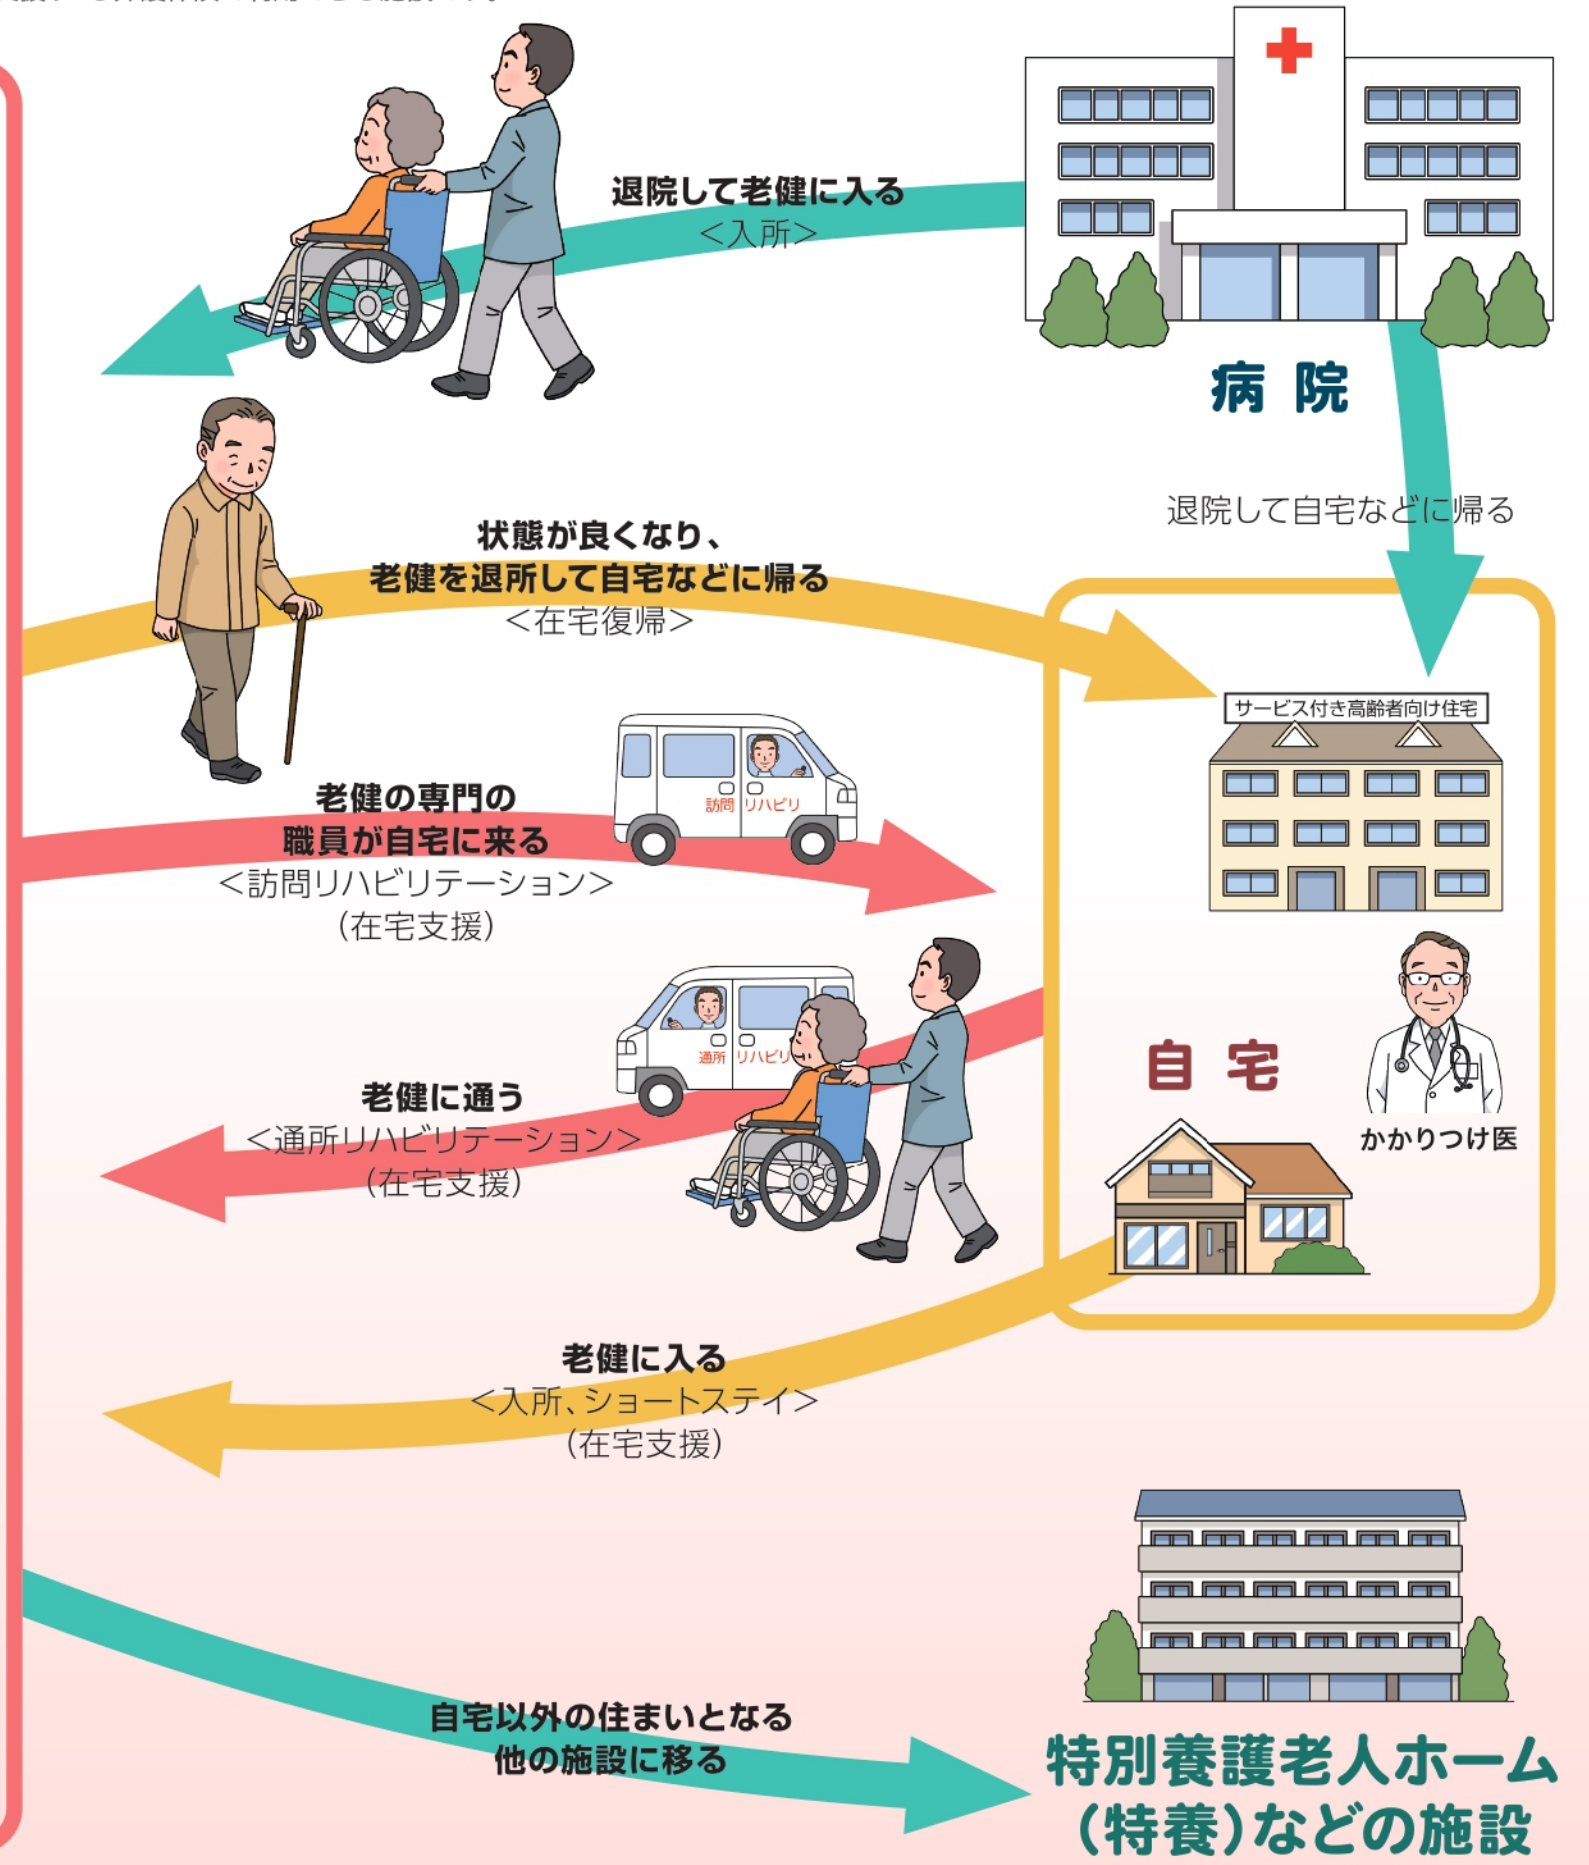 退院して老健に入る
＜入所＞
病院
退院して自宅などに帰る
状態が良くなり、
老健を退所して自宅などに帰る
＜在宅復帰＞
サービス付き高齢者向け住宅
訪問リハビリ
老健の専門の
職員が自宅に来る
＜訪問リハビリテーション＞
（在宅支援）
通所リハビリ
自宅
かかりつけ医
老健に通う
＜通所リハビリテーション＞
（在宅支援）
老健に入る
＜入所、ショートステイ＞
（在宅支援）
自宅以外の住まいとなる
他の施設に移る
特別養護老人ホーム
（特養）などの施設